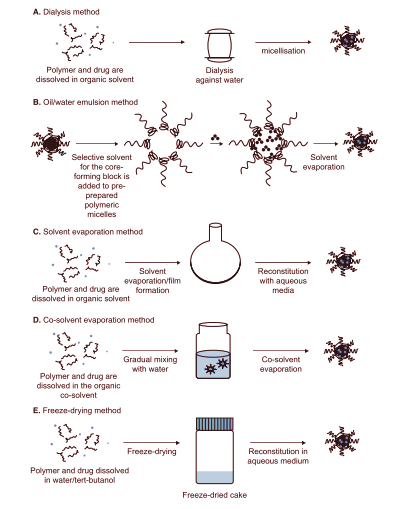 A. Dialysis method
Polymer and drug are
dissolved in organic solvent
Dialysis
against water
micellisation
B. Oil/water emulsion method
Selective solvent
for the core-
forming block is
added to pre-
prepared
polymeric
micelles
Solvent
evaporation
C. Solvent evaporation method
Polymer and drug are
dissolved in organic solvent
Solvent
evaporation/film
formation
Reconstitution
with aqueous
media
D. Co-solvent evaporation method
Polymer and drug are
dissolved in the organic
co-solvent
Gradual mixing
with water
Co-solvent
evaporation
E. Freeze-drying method
Polymer and drug dissolved
in water/tert-butanol
Freeze-drying
Freeze-dried cake
Reconstitution in
aqueous medium